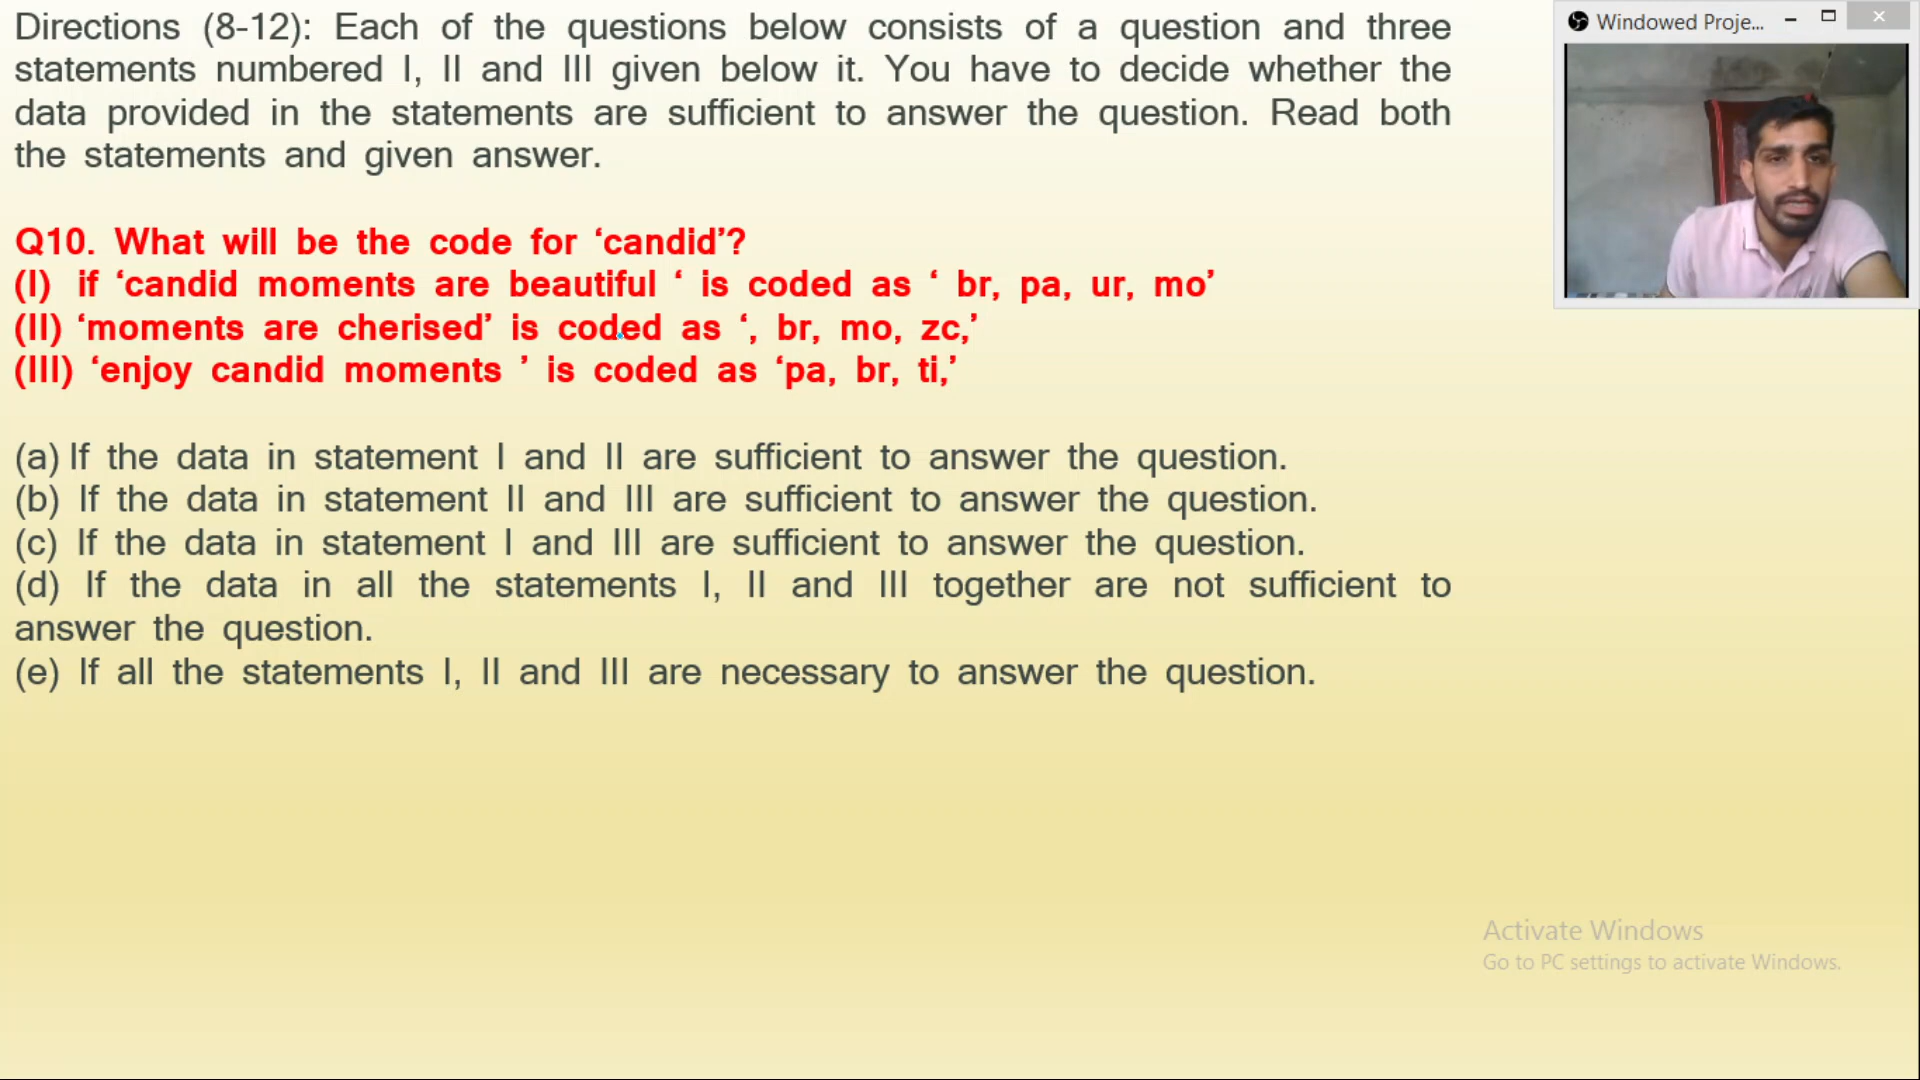 Directions (8-12): Each of the questions below consists of a question and three
statements numbered I, II and III given below it. You have to decide whether the
data provided in the statements are sufficient to answer the question. Read both
the statements and given answer.
Q10. What will be the code for ‘candid’?
(I) if ‘candid moments are beautiful ‘ is coded as ‘ br, pa, ur, mo’
(II) ‘moments are cherised’ is coded as ‘, br, mo, zc,’
(III) ‘enjoy candid moments ’ is coded as ‘pa, br, ti,’
(a) If the data in statement I and II are sufficient to answer the question.
(b) If the data in statement II and III are sufficient to answer the question.
(c) If the data in statement I and III are sufficient to answer the question.
(d) If the data in all the statements I, II and III together are not sufficient to
answer the question.
(e) If all the statements I, II and III are necessary to answer the question.
Windowed Proje...
Activate Windows
Go to PC settings to activate Windows.